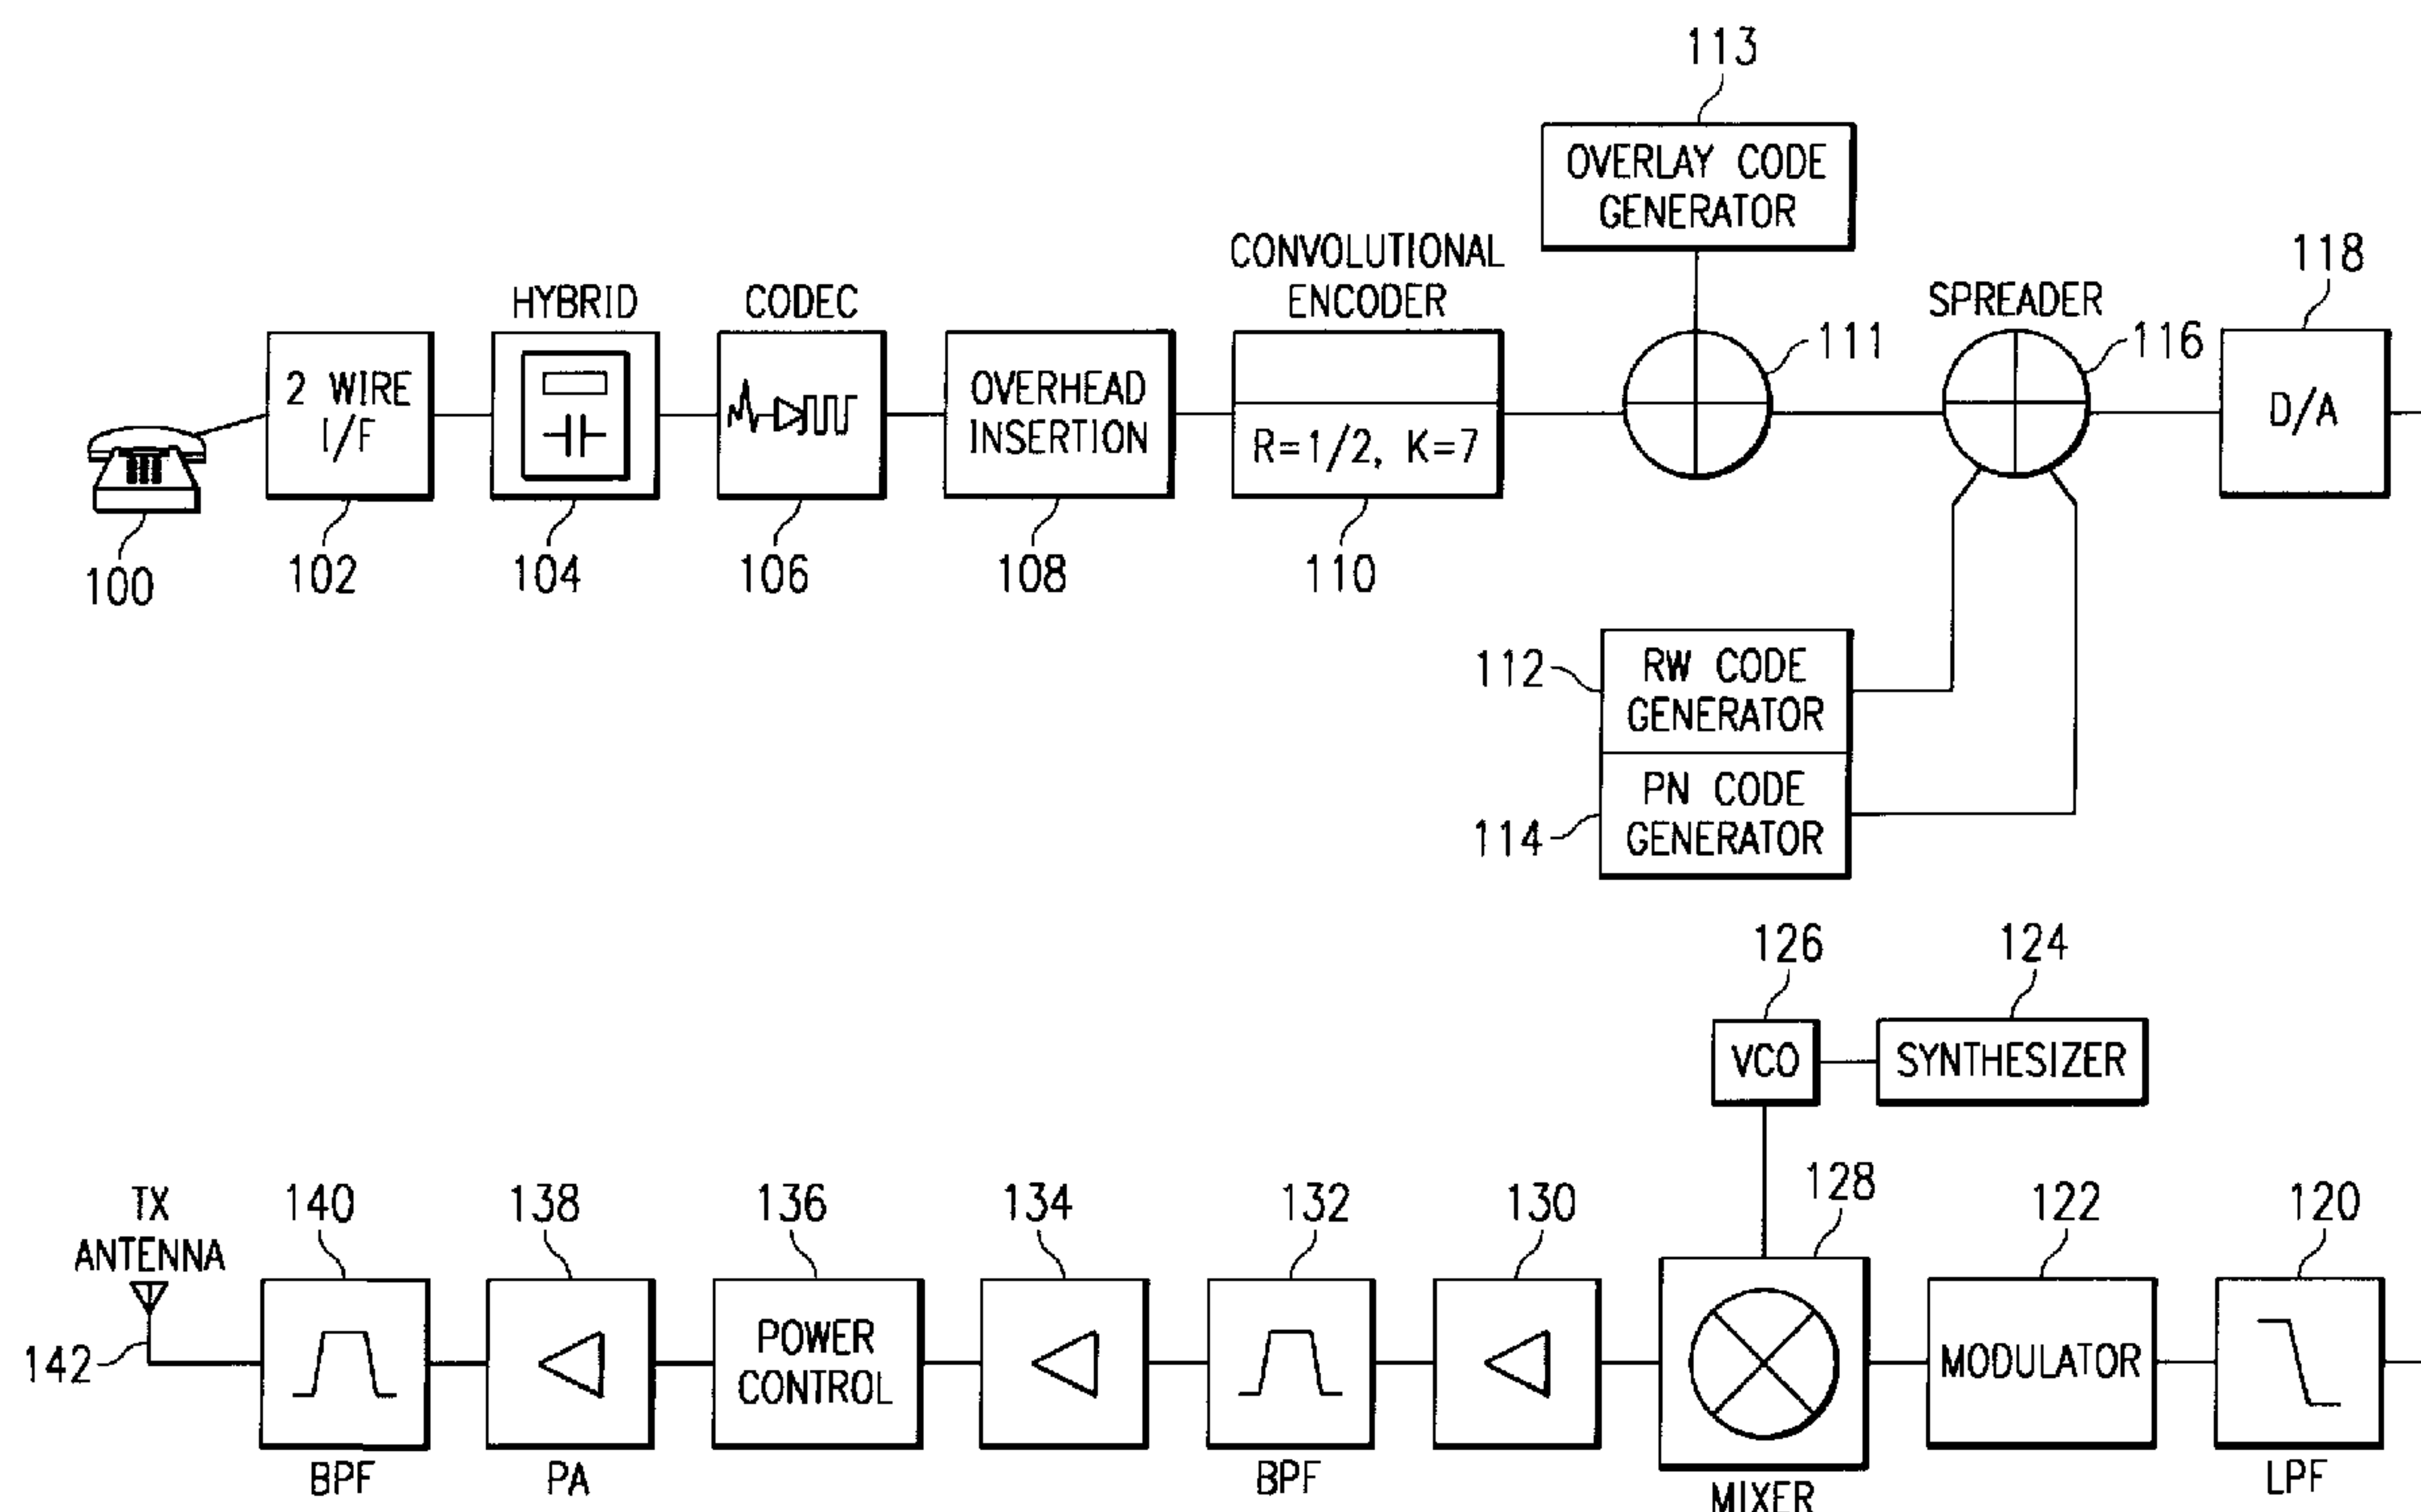 113
OVERLAY CODE
GENERATOR
CONVOLUTIONAL
ENCODER
HYBRID
CODEC
SPREADER
118
111
116
2 WIRE
I/F
OVERHEAD
INSERTION
R=1/2, K=7
D/A
100
102
104
106
108
110
112
RW CODE
GENERATOR
114
PN CODE
GENERATOR
126
124
VCO
SYNTHESIZER
TX
ANTENNA
140
138
136
134
132
130
128
122
120
142
POWER
CONTROL
MODULATOR
BPF
PA
BPF
MIXER
LPF